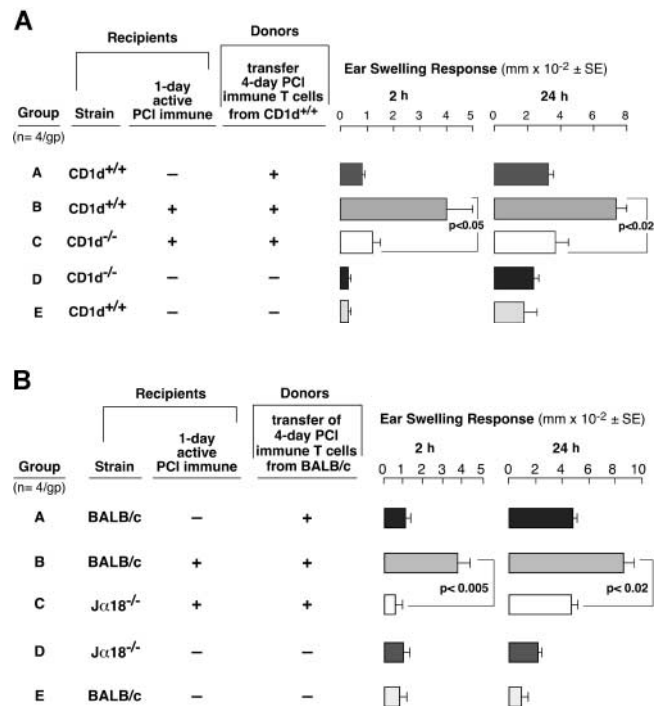 A
Recipients
Donors
Group
(n= 4/gp)
Strain
1-day
active
PCI immune
transfer
4-day PCI
immune T cells
from CD1d+/+
Ear Swelling Response (mm x 10-2 ± SE)
2 h
24 h
0 1 2 3 4 5
0 2 4 6 8
A CD1d+/+ – +
B CD1d+/+ + +
p<0.05
p<0.02
C CD1d-/- + +
D CD1d-/- – –
E CD1d+/+ – –
B
Recipients
Donors
Group
(n= 4/gp)
Strain
1-day
active
PCI immune
transfer of
4-day PCI
immune T cells
from BALB/c
Ear Swelling Response (mm x 10-2 ± SE)
2 h
24 h
0 1 2 3 4 5
0 2 4 6 8 10
A BALB/c – +
B BALB/c + +
p< 0.005
p< 0.02
C Jα18-/- + +
D Jα18-/- – –
E BALB/c – –